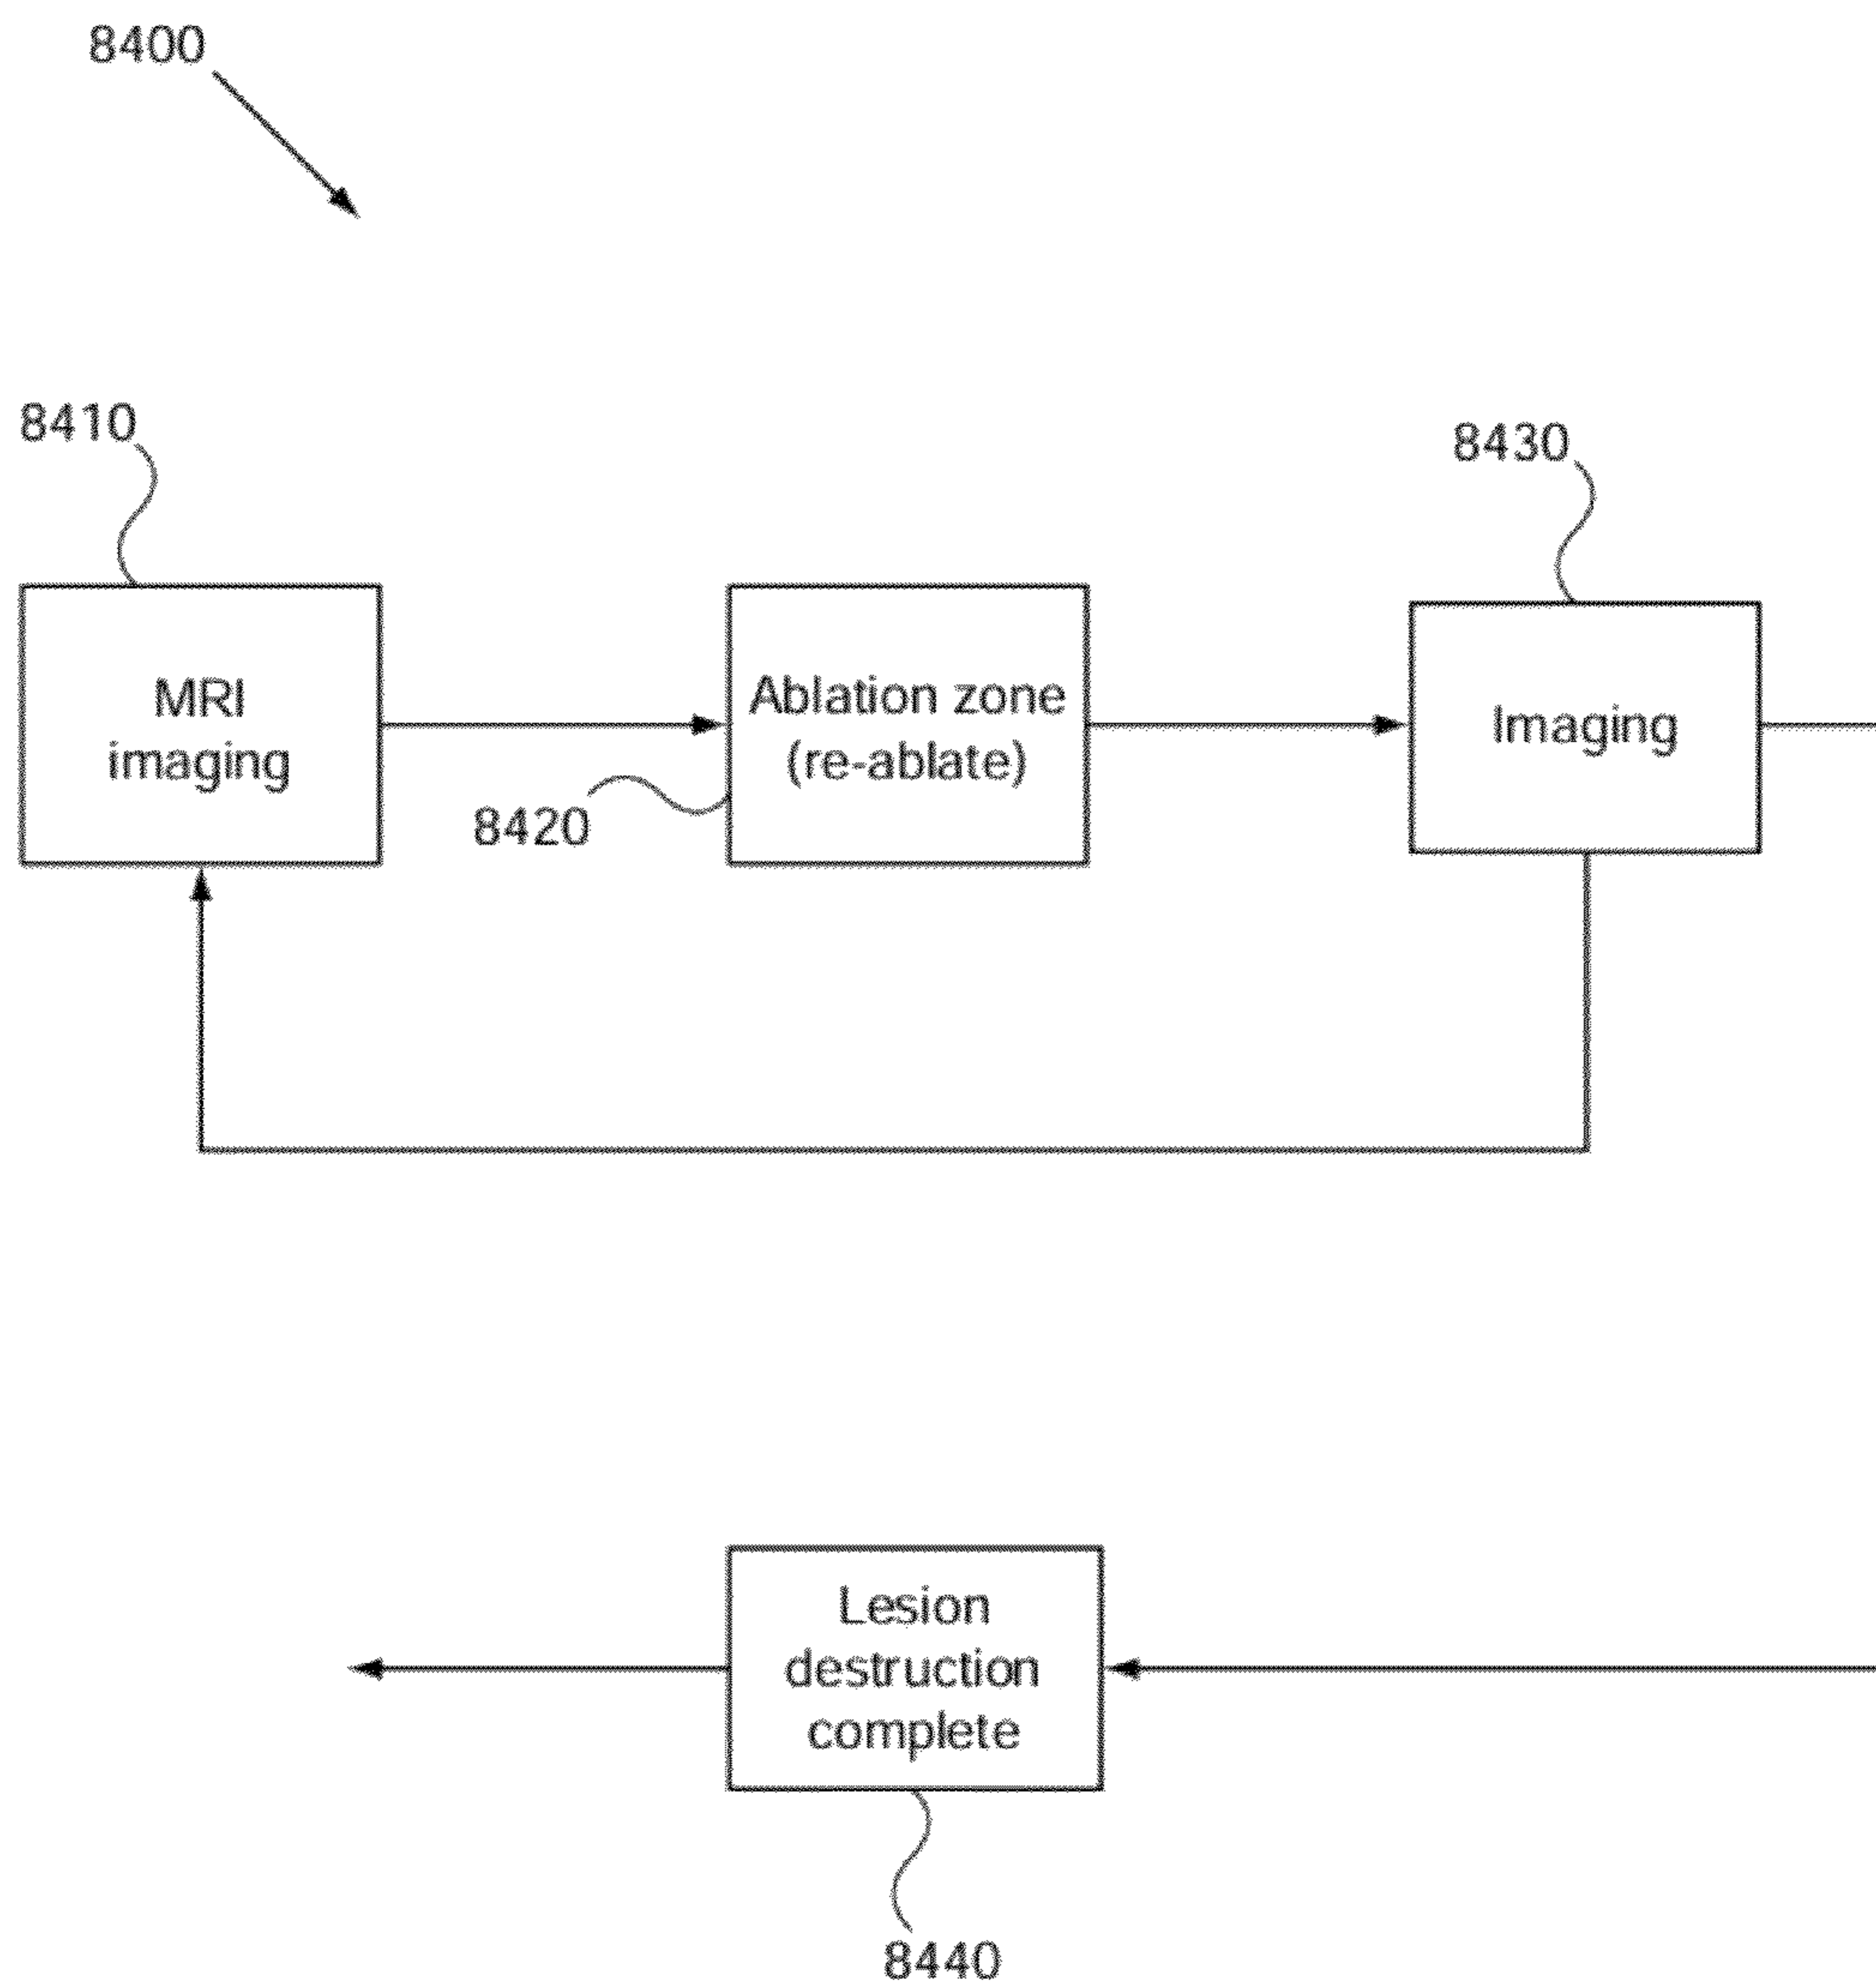 8400
8410
8430
MRI
imaging
Ablation zone
(re-ablate)
Imaging
8420
Lesion
destruction
complete
8440